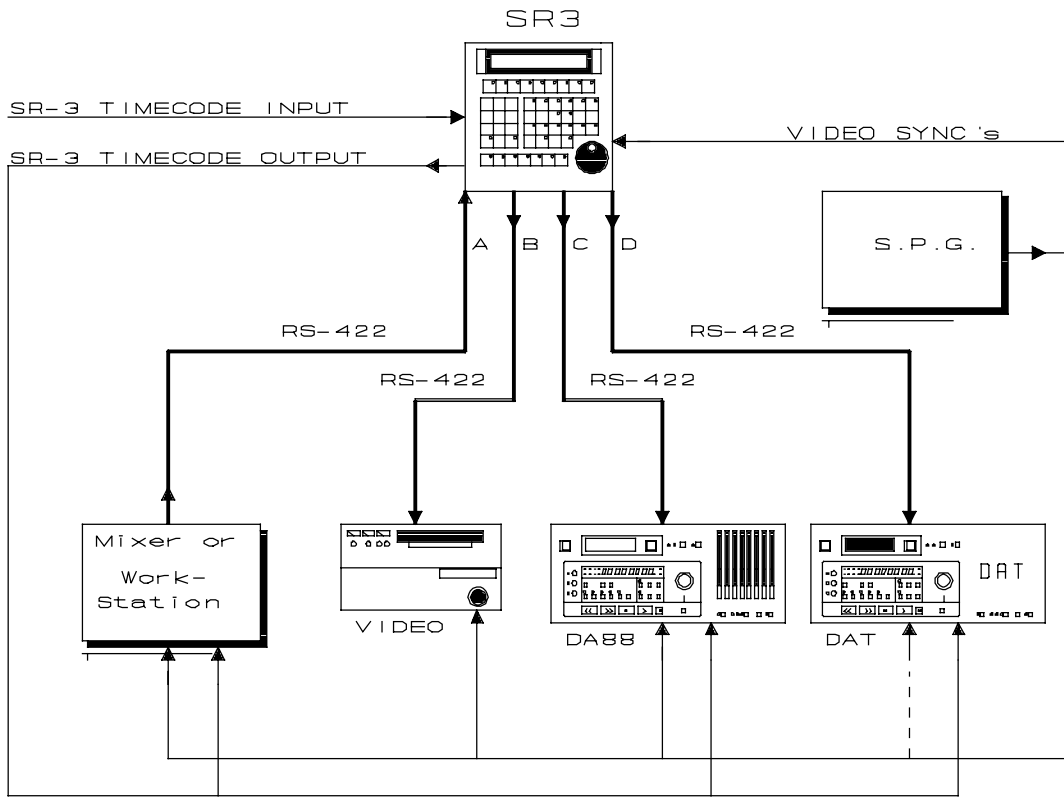 SR3
SR-3 TIMECODE INPUT
VIDEO SYNC's
SR-3 TIMECODE OUTPUT
S.P.G.
A B C D
RS-422
RS-422
RS-422
RS-422
Mixer or
Work-
Station
DAT
VIDEO
DA88
DAT